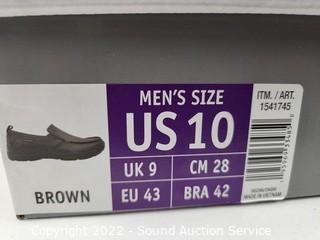 MEN'S SIZE
US 10
UK 9
CM 28
EU 43
BRA 42
BROWN
ITM. / ART.
1541745
MADE IN VIETNAM
Copyright 2022 - Sound Auction Service